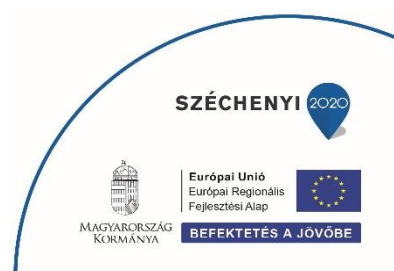 SZÉCHENYI 2020
Európai Unió
Európai Regionális
Fejlesztési Alap
MAGYARORSZÁG
KORMÁNYA
BEFEKTETÉS A JÖVŐBE